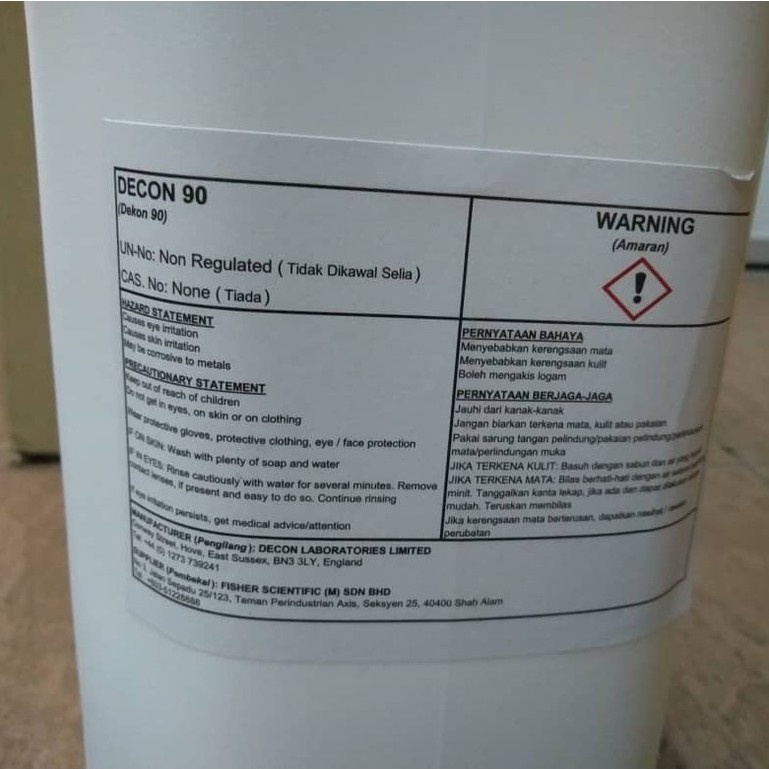 DECON 90
(Dekon 90)
UN-No: Non Regulated ( Tidak Dikawal Selia )
CAS. No: None ( Tiada )
WARNING
(Amaran)
HAZARD STATEMENT
Causes eye irritation
Causes skin irritation
May be corrosive to metals
PRECAUTIONARY STATEMENT
Keep out of reach of children
Do not get in eyes, on skin or on clothing
Wear protective gloves, protective clothing, eye / face protection
IF ON SKIN: Wash with plenty of soap and water
IF IN EYES: Rinse cautiously with water for several minutes. Remove
contact lenses, if present and easy to do so. Continue rinsing
If eye irritation persists, get medical advice/attention
PERNYATAAN BAHAYA
Menyebabkan kerengsaan mata
Menyebabkan kerengsaan kulit
Boleh mengakis logam
PERNYATAAN BERJAGA-JAGA
Jauhi dari kanak-kanak
Jangan biarkan terkena mata, kulit atau pakaian
Pakai sarung tangan pelindung/pakaian pelindung/
mata/perlindungan muka
JIKA TERKENA KULIT: Basuh dengan sabun dan air yang
JIKA TERKENA MATA: Bilas berhati-hati dengan air
minit. Tanggalkan kanta lekap, jika ada dan dapat
mudah. Teruskan membilas
Jika kerengsaan mata berterusan, dapatkan nasihat /
perubatan
MANUFACTURER (Pengilang): DECON LABORATORIES LIMITED
Conway Street, Hove, East Sussex, BN3 3LY, England
Tel: +44 (0) 1273 739241
SUPPLIER (Pembekal): FISHER SCIENTIFIC (M) SDN BHD
No 3, Jalan Sepadu 25/123, Taman Perindustrian Axis, Seksyen 25, 40400 Shah Alam
+603-51228888